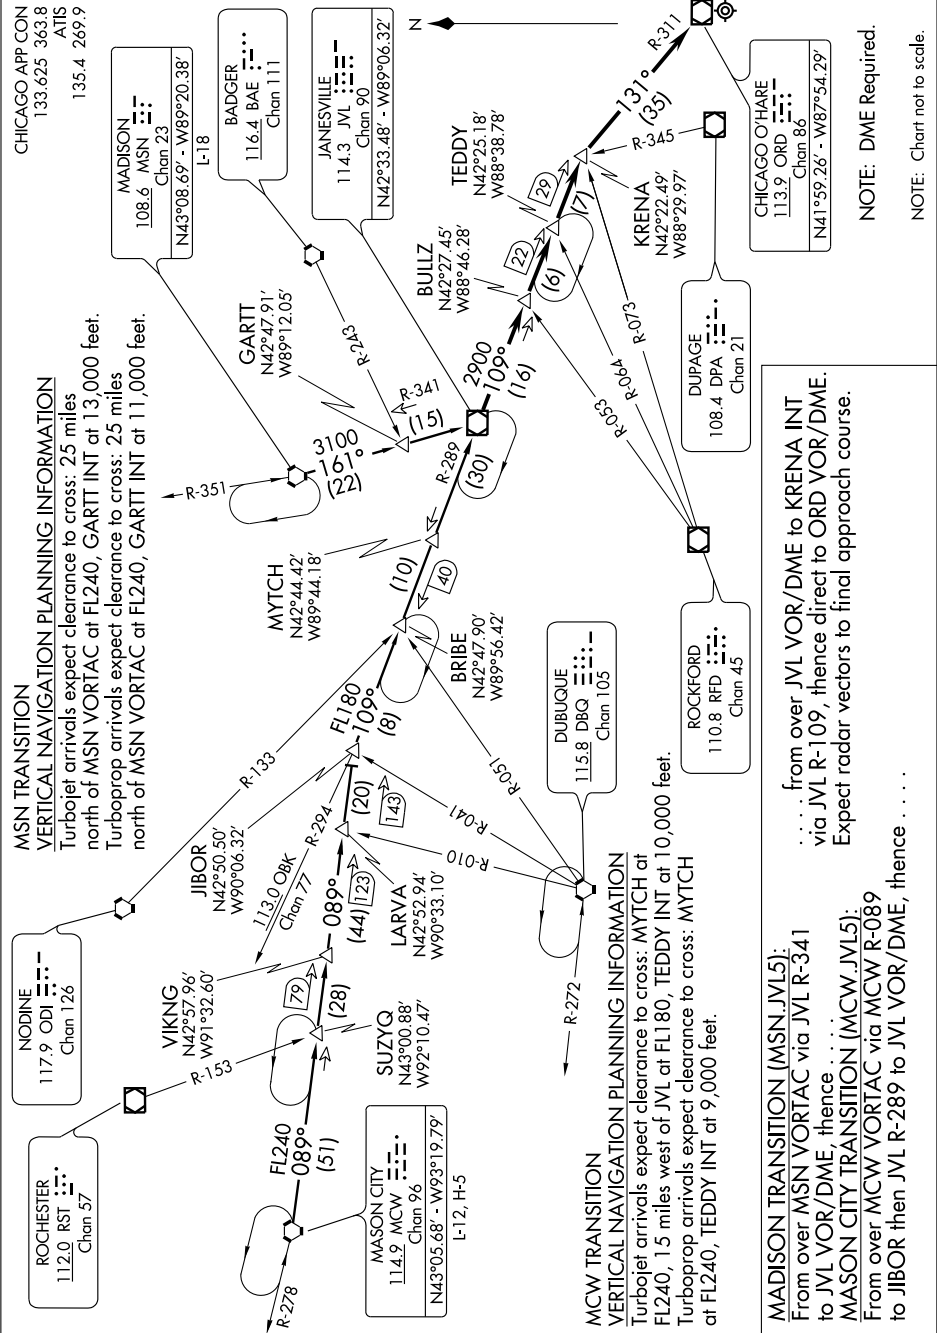 CHICAGO APP CON
133.625 363.8
ATIS
135.4 269.9
MSN TRANSITION
VERTICAL NAVIGATION PLANNING INFORMATION
Turbojet arrivals expect clearance to cross: 25 miles
north of MSN VORTAC at FL240, GARTT INT at 13,000 feet.
Turboprop arrivals expect clearance to cross: 25 miles
north of MSN VORTAC at FL240, GARTT INT at 11,000 feet.
MADISON
108.6 MSN
Chan 23
N43°08.69' - W89°20.38'
L-18
BADGER
116.4 BAE
Chan 111
JANESVILLE
114.3 JVL
Chan 90
N42°33.48' - W89°06.32'
N
NODINE
117.9 ODI
Chan 126
ROCHESTER
112.0 RST
Chan 57
R-153
R-133
R-351
3100
161°
(22)
GARTT
N42°47.91'
W89°12.05'
R-243
R-341
(15)
R-278
MASON CITY
114.9 MCW
Chan 96
N43°05.68' - W93°19.79'
L-12, H-5
FL240
089°
(51)
SUZYQ
N43°00.88'
W92°10.47'
(28)
79
VIKNG
N42°57.96'
W91°32.60'
089°
(44)
123
LARVA
N42°52.94'
W90°33.10'
(20)
143
113.0 OBK
Chan 77
R-294
JIBOR
N42°50.50'
W90°06.32'
FL180
109°
(8)
BRIBE
N42°47.90'
W89°56.42'
(10)
40
MYTCH
N42°44.42'
W89°44.18'
R-289
(30)
2900
109°
(16)
BULLZ
N42°27.45'
W88°46.28'
22
(6)
TEDDY
N42°25.18'
W88°38.78'
29
(7)
KRENA
N42°22.49'
W88°29.97'
131°
(35)
R-311
R-345
R-010
R-041
R-051
R-272
DUBUQUE
115.8 DBQ
Chan 105
R-053
R-064
R-073
ROCKFORD
110.8 RFD
Chan 45
DUPAGE
108.4 DPA
Chan 21
CHICAGO O'HARE
113.9 ORD
Chan 86
N41°59.26' - W87°54.29'
NOTE: DME Required.
NOTE: Chart not to scale.
MCW TRANSITION
VERTICAL NAVIGATION PLANNING INFORMATION
Turbojet arrivals expect clearance to cross: MYTCH at
FL240, 15 miles west of JVL at FL180, TEDDY INT at 10,000 feet.
Turboprop arrivals expect clearance to cross: MYTCH
at FL240, TEDDY INT at 9,000 feet.
MADISON TRANSITION (MSN.JVL5):
From over MSN VORTAC via JVL R-341
to JVL VOR/DME, thence . . . .
MASON CITY TRANSITION (MCW.JVL5):
From over MCW VORTAC via MCW R-089
to JIBOR then JVL R-289 to JVL VOR/DME, thence . . . .
. . . . from over JVL VOR/DME to KRENA INT
via JVL R-109, thence direct to ORD VOR/DME.
Expect radar vectors to final approach course.